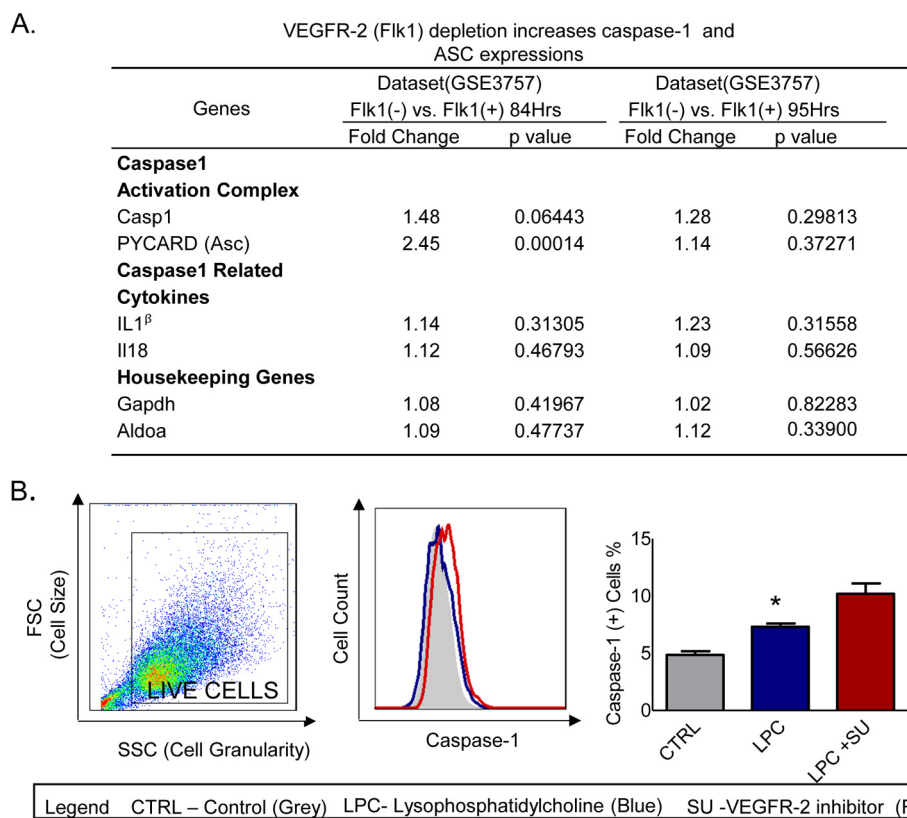 A.
VEGFR-2 (Flk1) depletion increases caspase-1 and
ASC expressions
Genes
Dataset(GSE3757)
Flk1(-) vs. Flk1(+) 84Hrs
Dataset(GSE3757)
Flk1(-) vs. Flk1(+) 95Hrs
Fold Change p value Fold Change p value
Caspase1
Activation Complex
Casp1 1.48 0.06443 1.28 0.29813
PYCARD (Asc) 2.45 0.00014 1.14 0.37271
Caspase1 Related
Cytokines
IL1ᵝ 1.14 0.31305 1.23 0.31558
Il18 1.12 0.46793 1.09 0.56626
Housekeeping Genes
Gapdh 1.08 0.41967 1.02 0.82283
Aldoa 1.09 0.47737 1.12 0.33900
B.
FSC
(Cell Size)
LIVE CELLS
SSC (Cell Granularity)
Cell Count
Caspase-1
Caspase-1 (+) Cells %
15
10
5
0
*
CTRL
LPC
LPC +SU
Legend CTRL – Control (Grey) LPC- Lysophosphatidylcholine (Blue) SU -VEGFR-2 inhibitor